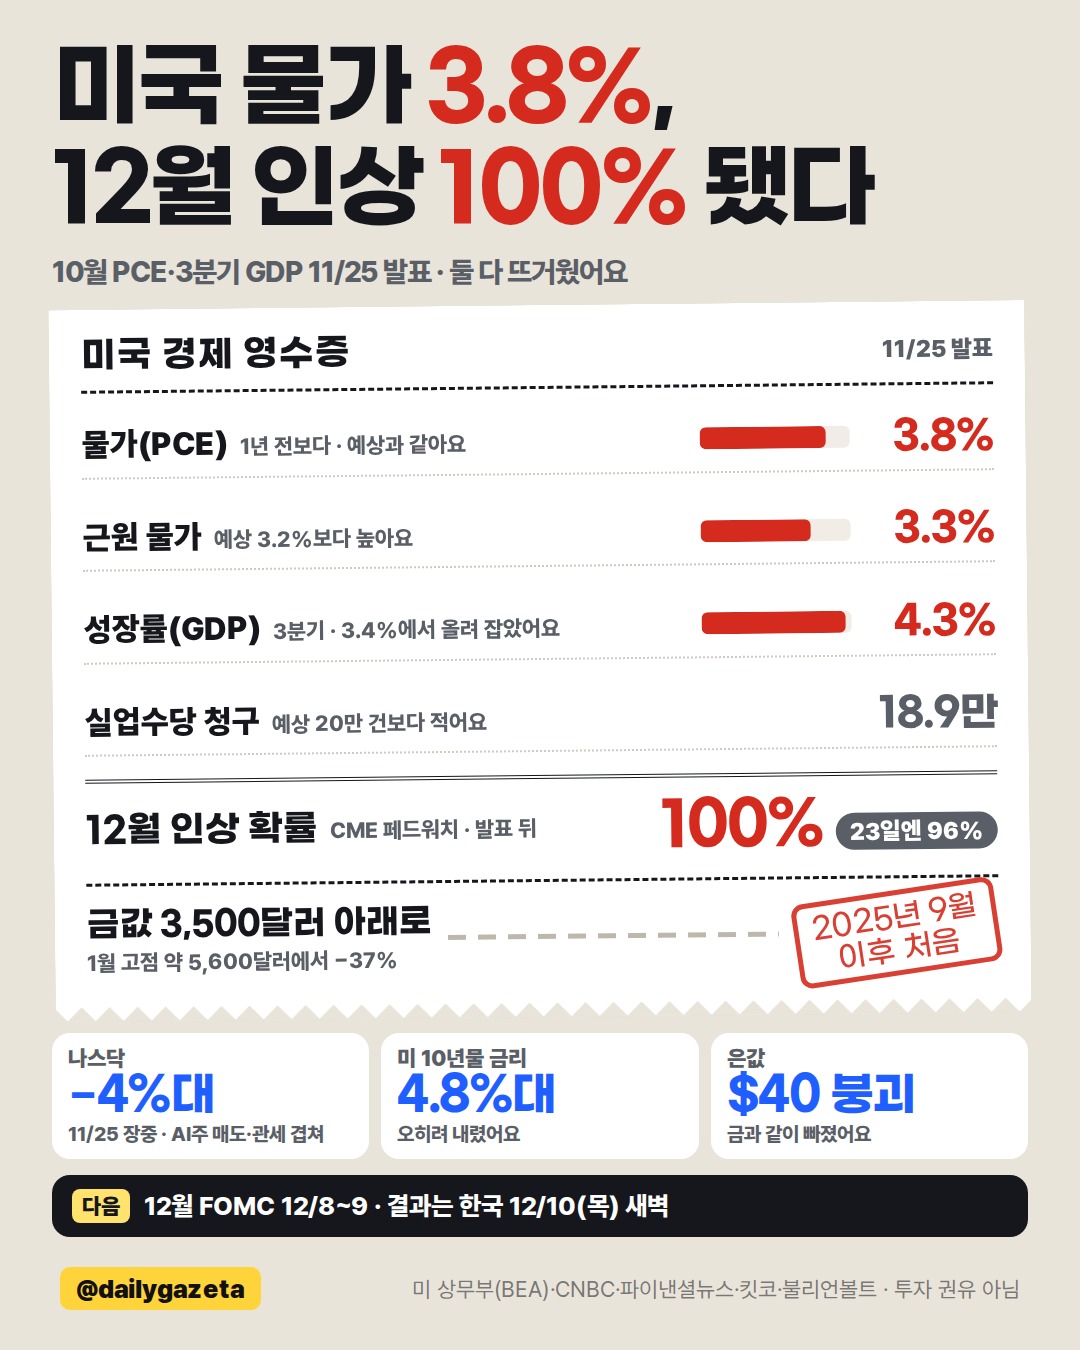 미국 물가 3.8%,
12월 인상 100% 됐다
10월 PCE·3분기 GDP 11/25 발표 · 둘 다 뜨거웠어요
미국 경제 영수증
11/25 발표
물가(PCE) 1년 전보다 · 예상과 같아요 3.8%
근원 물가 예상 3.2%보다 높아요 3.3%
성장률(GDP) 3분기 · 3.4%에서 올려 잡았어요 4.3%
실업수당 청구 예상 20만 건보다 적어요 18.9만
12월 인상 확률 CME 페드워치 · 발표 뒤 100% 23일엔 96%
금값 3,500달러 아래로
1월 고점 약 5,600달러에서 −37%
2025년 9월
이후 처음
나스닥
−4%대
11/25 장중 · AI주 매도·관세 겹쳐
미 10년물 금리
4.8%대
오히려 내렸어요
은값
$40 붕괴
금과 같이 빠졌어요
다음 12월 FOMC 12/8~9 · 결과는 한국 12/10(목) 새벽
@dailygazeta
미 상무부(BEA)·CNBC·파이낸셜뉴스·킷코·불리언볼트 · 투자 권유 아님